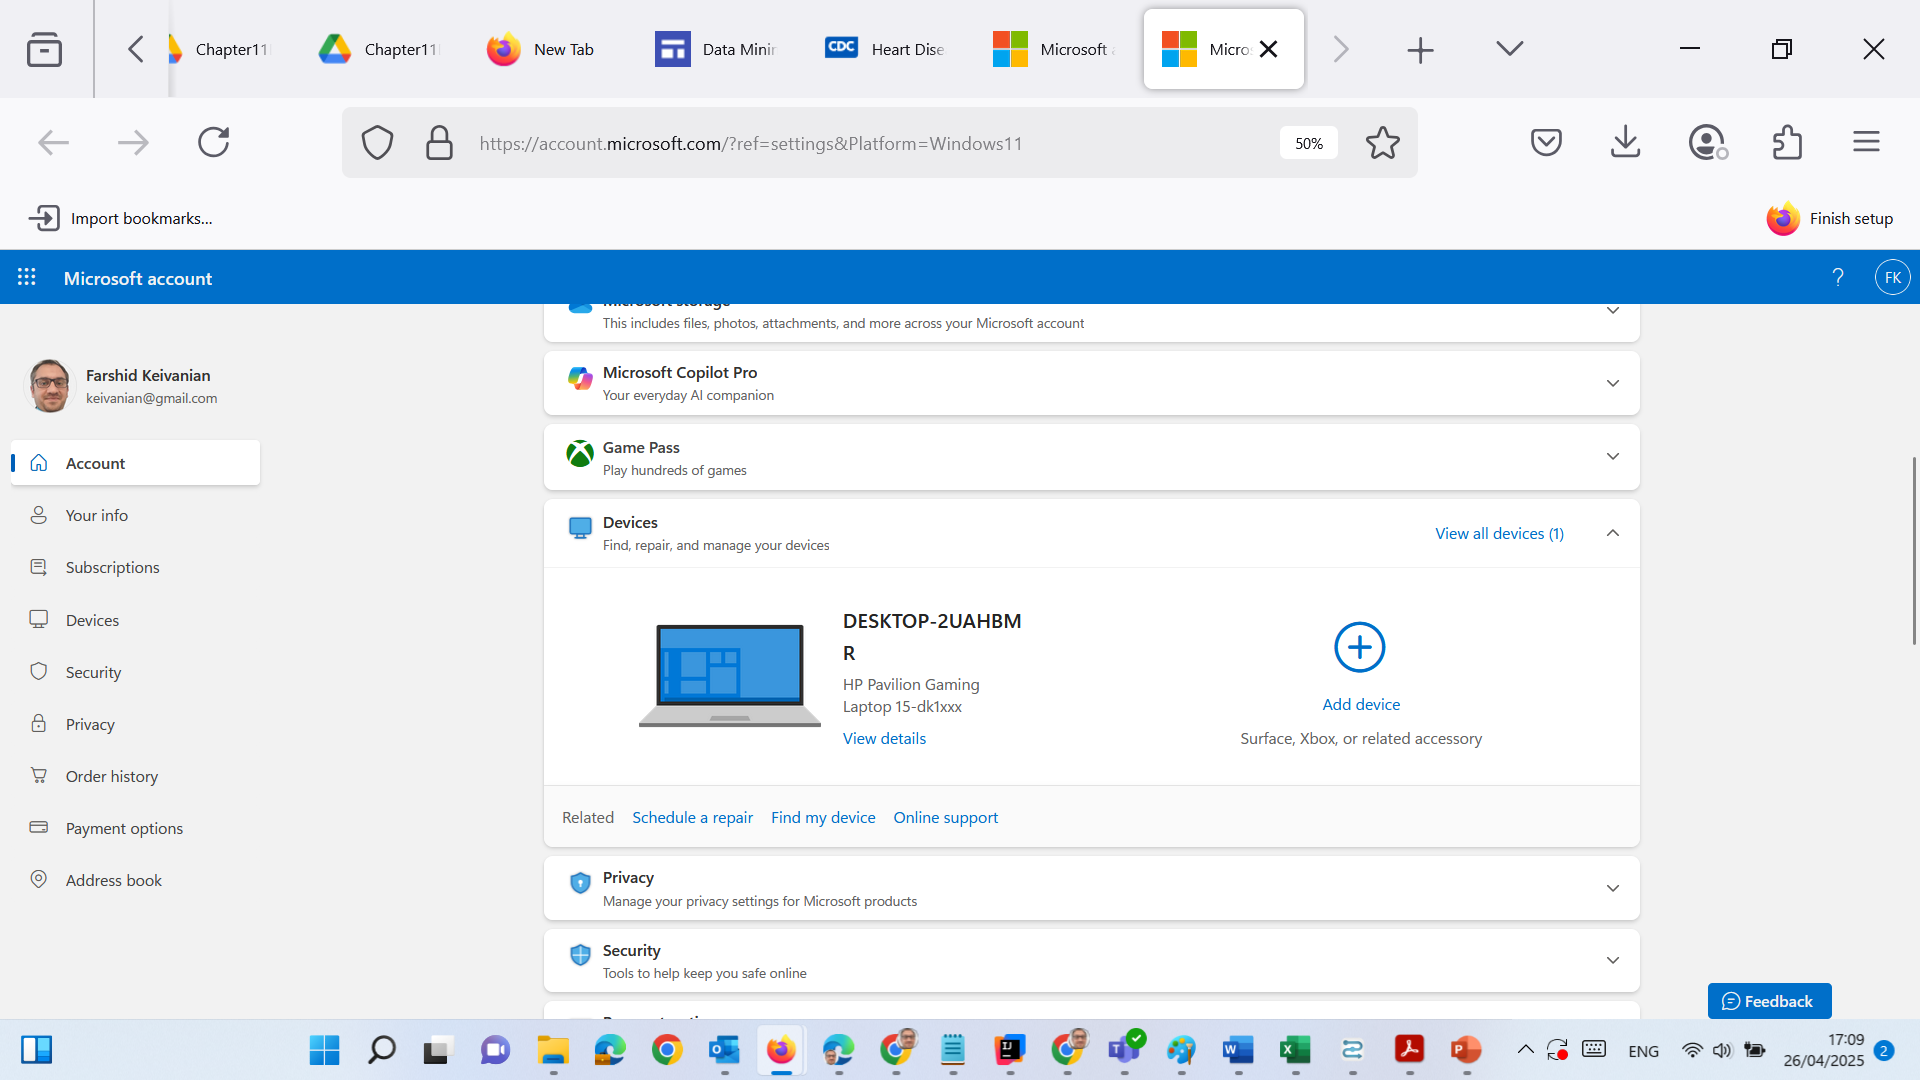 Chapter11
Chapter11
New Tab
Data Minin
CDC
Heart Dise
Microsoft a
Micro
https://account.microsoft.com/?ref=settings&Platform=Windows11
50%
Import bookmarks...
Finish setup
Microsoft account
?
FK
Farshid Keivanian
keivanian@gmail.com
Account
Your info
Subscriptions
Devices
Security
Privacy
Order history
Payment options
Address book
Microsoft storage
This includes files, photos, attachments, and more across your Microsoft account
Microsoft Copilot Pro
Your everyday AI companion
Game Pass
Play hundreds of games
Devices
Find, repair, and manage your devices
View all devices (1)
DESKTOP-2UAHBM
R
HP Pavilion Gaming
Laptop 15-dk1xxx
View details
Add device
Surface, Xbox, or related accessory
Related Schedule a repair Find my device Online support
Privacy
Manage your privacy settings for Microsoft products
Security
Tools to help keep you safe online
Feedback
ENG
17:09
26/04/2025
2